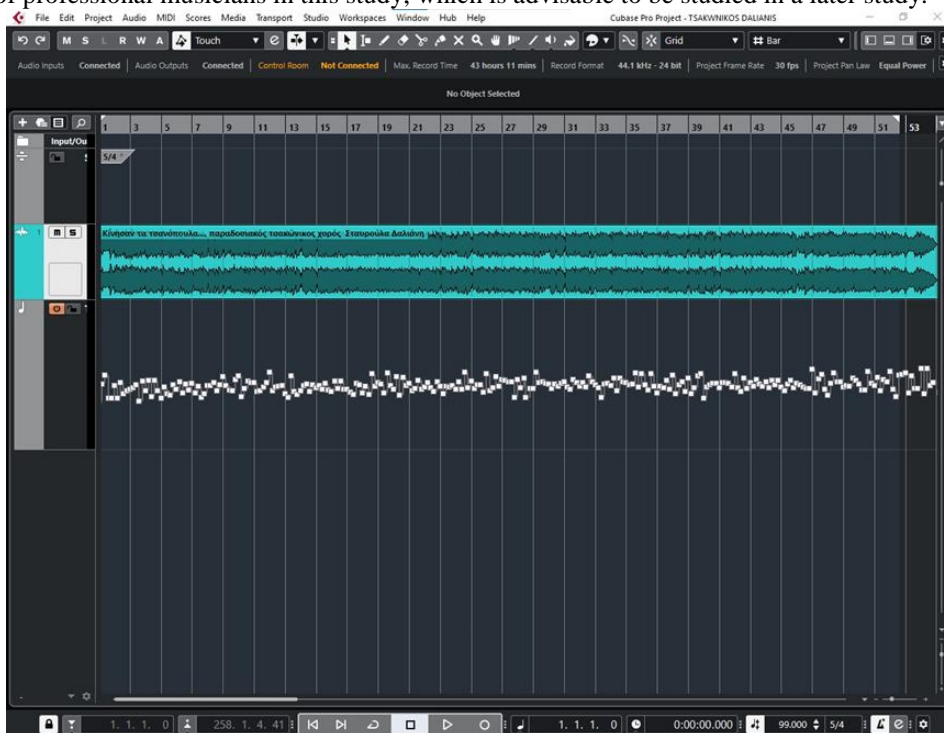 of professional musicians in this study, which is advisable to be studied in a later study.
File Edit Project Audio MIDI Scores Media Transport Studio Workspaces Window Hub Help Cubase Pro Project - TSAKWNIKOS DALIANIS
M S L R W A Touch Grid Bar
Audio Inputs Connected Audio Outputs Connected Control Room Not Connected Max. Record Time 43 hours 11 mins Record Format 44.1 kHz - 24 bit Project Frame Rate 30 fps Project Pan Law Equal Power
No Object Selected
1 3 5 7 9 11 13 15 17 19 21 23 25 27 29 31 33 35 37 39 41 43 45 47 49 51 53
Input/Ou
5/4
1 m S Κίνησαν τα τσανόπουλα..., παραδοσιακός τσακώνικος χορός- Σταυρούλα Δαλιάνη
1. 1. 1. 0 258. 1. 4. 41 1. 1. 1. 0 0:00:00.000 99.000 5/4